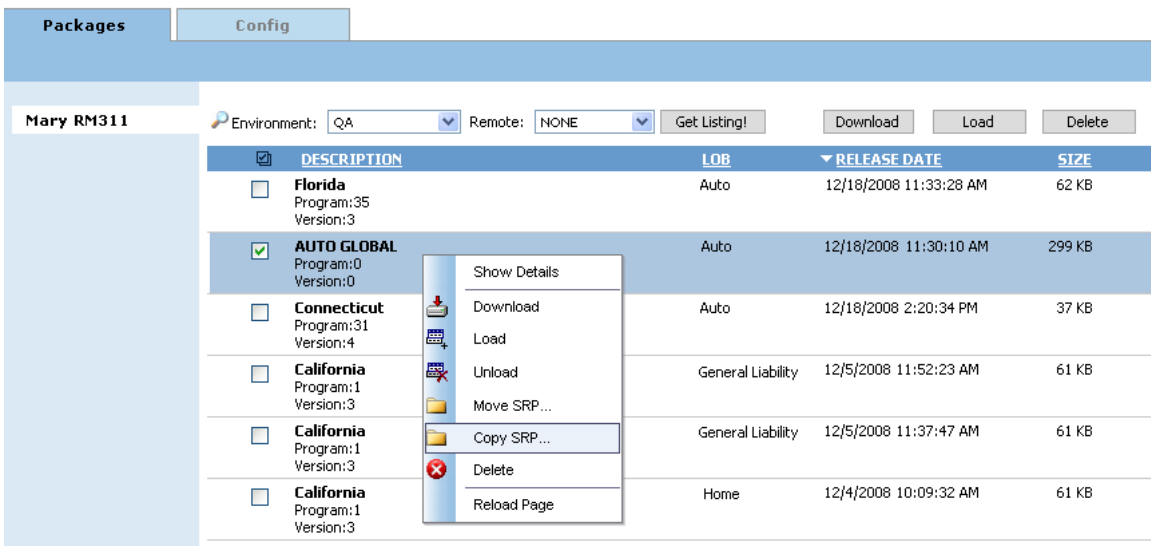 Packages Config
Mary RM311
Environment: QA Remote: NONE Get Listing! Download Load Delete
DESCRIPTION LOB RELEASE DATE SIZE
Florida Auto 12/18/2008 11:33:28 AM 62 KB
Program:35
Version:3
AUTO GLOBAL Auto 12/18/2008 11:30:10 AM 299 KB
Program:0
Version:0
Connecticut Auto 12/18/2008 2:20:34 PM 37 KB
Program:31
Version:4
California General Liability 12/5/2008 11:52:23 AM 61 KB
Program:1
Version:3
California General Liability 12/5/2008 11:37:47 AM 61 KB
Program:1
Version:3
California Home 12/4/2008 10:09:32 AM 61 KB
Program:1
Version:3
Show Details
Download
Load
Unload
Move SRP...
Copy SRP...
Delete
Reload Page